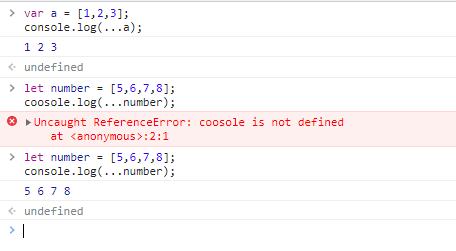 > var a = [1,2,3];
console.log(...a);
1 2 3
< undefined
> let number = [5,6,7,8];
coosole.log(...number);
Uncaught ReferenceError: coosole is not defined
at <anonymous>:2:1
> let number = [5,6,7,8];
console.log(...number);
5 6 7 8
< undefined
>